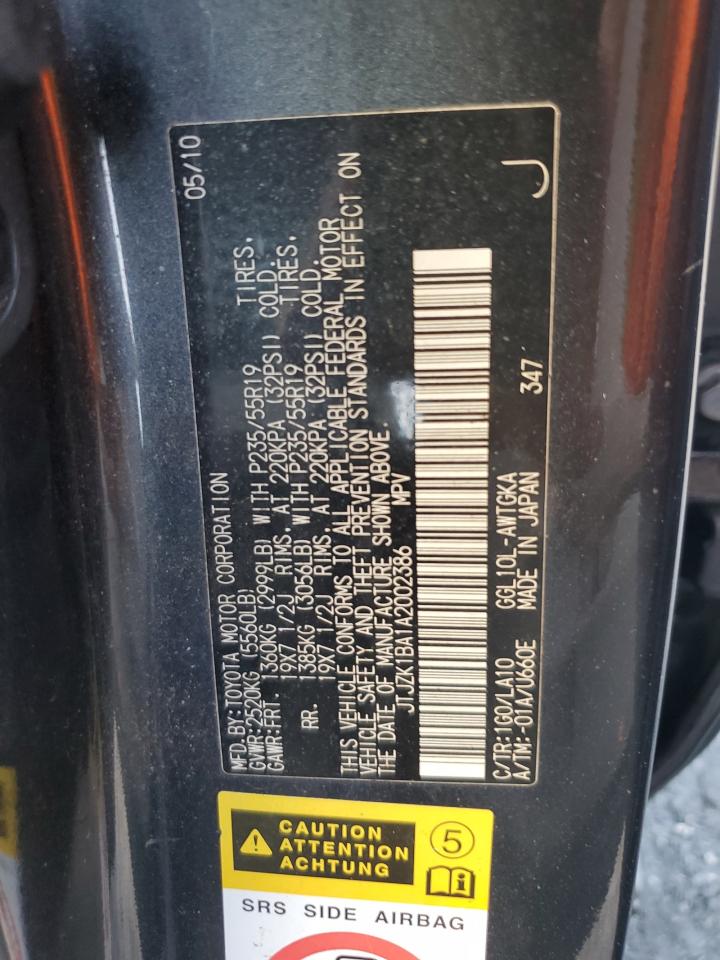 MFD.BY:TOYOTA MOTOR CORPORATION 05/10
GVWR:2520KG (5560LB)
GAWR:FRT. 1360KG (2999LB) WITH P235/55R19 TIRES,
19X7 1/2J RIMS, AT 220KPA (32PSI) COLD.
RR. 1385KG (3056LB) WITH P235/55R19 TIRES,
19X7 1/2J RIMS, AT 220KPA (32PSI) COLD.
THIS VEHICLE CONFORMS TO ALL APPLICABLE FEDERAL MOTOR
VEHICLE SAFETY AND THEFT PREVENTION STANDARDS IN EFFECT ON
THE DATE OF MANUFACTURE SHOWN ABOVE.
JTJZK1BA1A2002386 MPV
C/TR:1G0/LA10 GGL10L-AWTGKA 347
A/TM:-01A/U660E MADE IN JAPAN J
CAUTION
ATTENTION
ACHTUNG
5
i
SRS SIDE AIRBAG